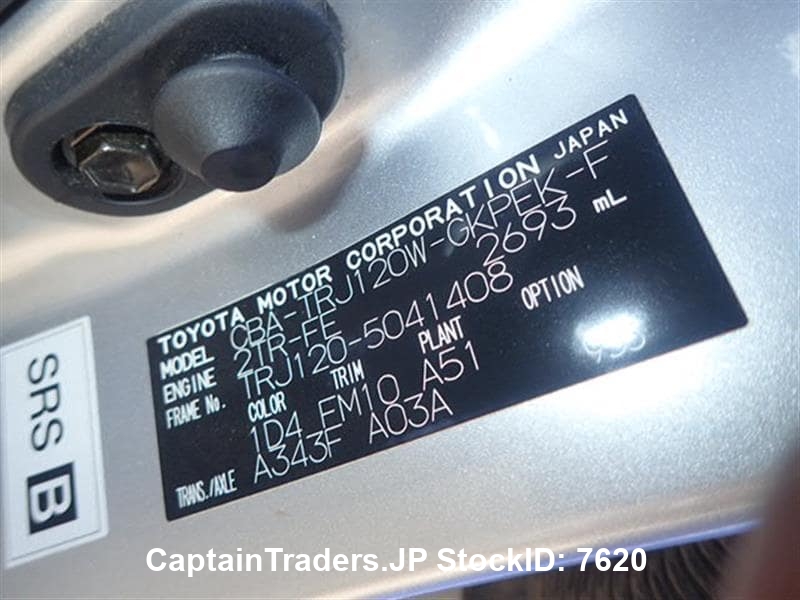 TOYOTA MOTOR CORPORATION JAPAN
MODEL CBA-TRJ120W-GKPEK-F
ENGINE 2TR-FE 2693 mL
FRAME No. TRJ120-5041408
COLOR TRIM PLANT OPTION
1D4 FM10 A51
TRANS./AXLE A343F A03A
SRS B
CaptainTraders.JP StockID: 7620